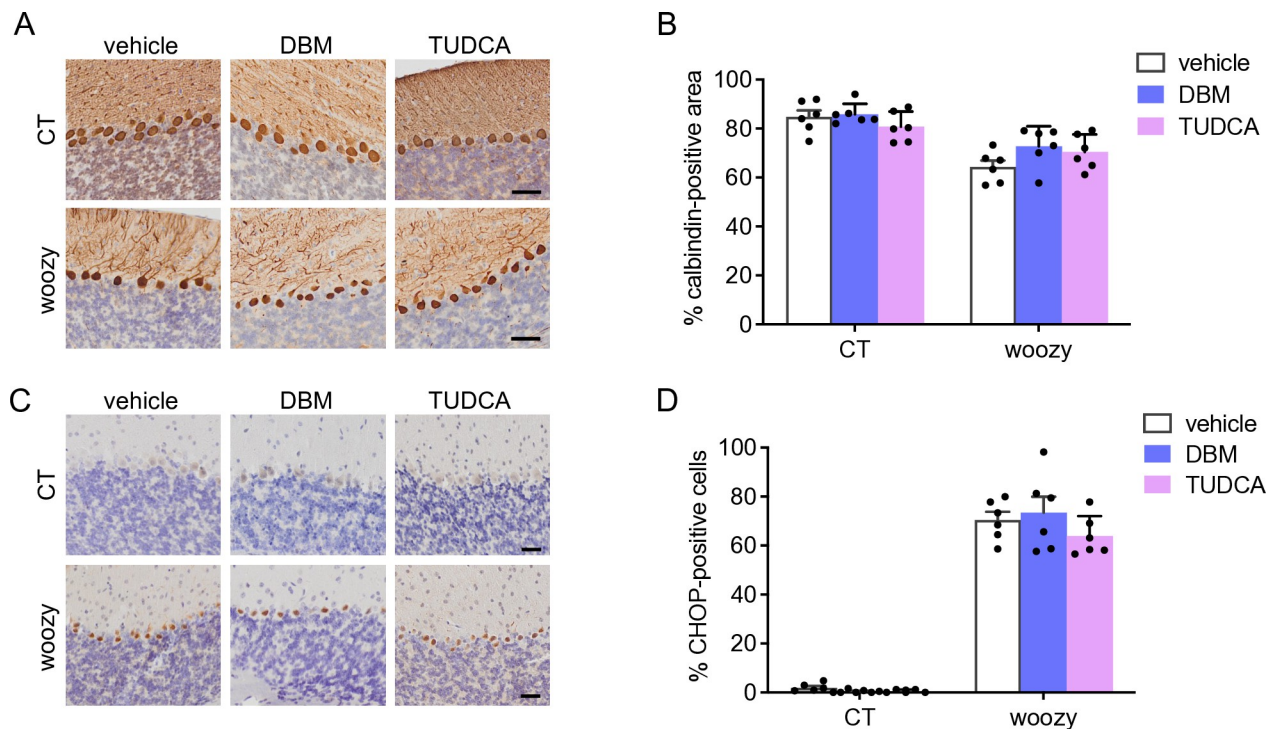 A
vehicle DBM TUDCA
CT
woozy
B
vehicle
DBM
TUDCA
% calbindin-positive area
100
80
60
40
20
0
CT woozy
C
vehicle DBM TUDCA
CT
woozy
D
vehicle
DBM
TUDCA
% CHOP-positive cells
100
80
60
40
20
0
CT woozy